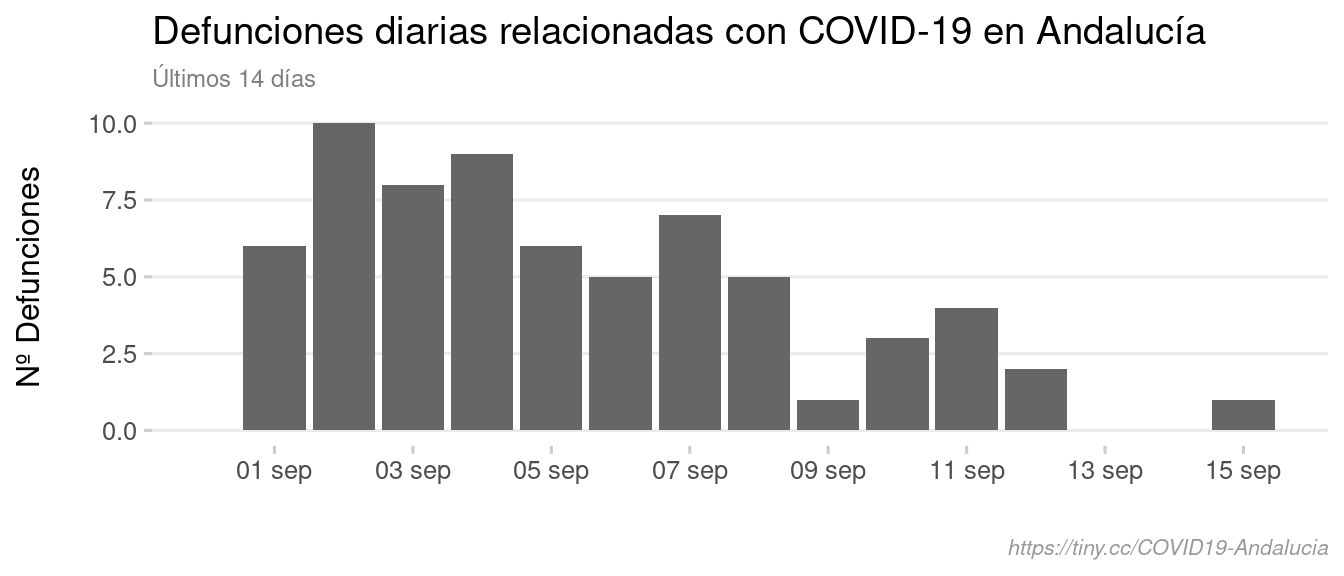 Defunciones diarias relacionadas con COVID-19 en Andalucía
Últimos 14 días
Nº Defunciones
10.0
7.5
5.0
2.5
0.0
01 sep 03 sep 05 sep 07 sep 09 sep 11 sep 13 sep 15 sep
https://tiny.cc/COVID19-Andalucia